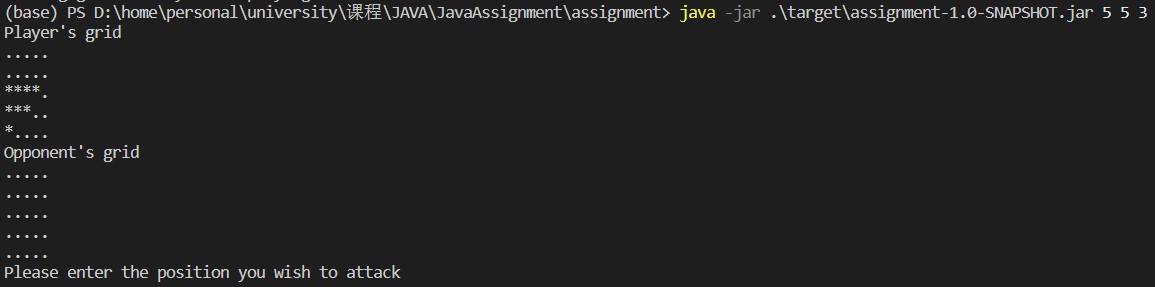 (base) PS D:\home\personal\university\课程\JAVA\JavaAssignment\assignment> java -jar .\target\assignment-1.0-SNAPSHOT.jar 5 5 3
Player's grid
.....
.....
****.
***..
*....
Opponent's grid
.....
.....
.....
.....
.....
Please enter the position you wish to attack